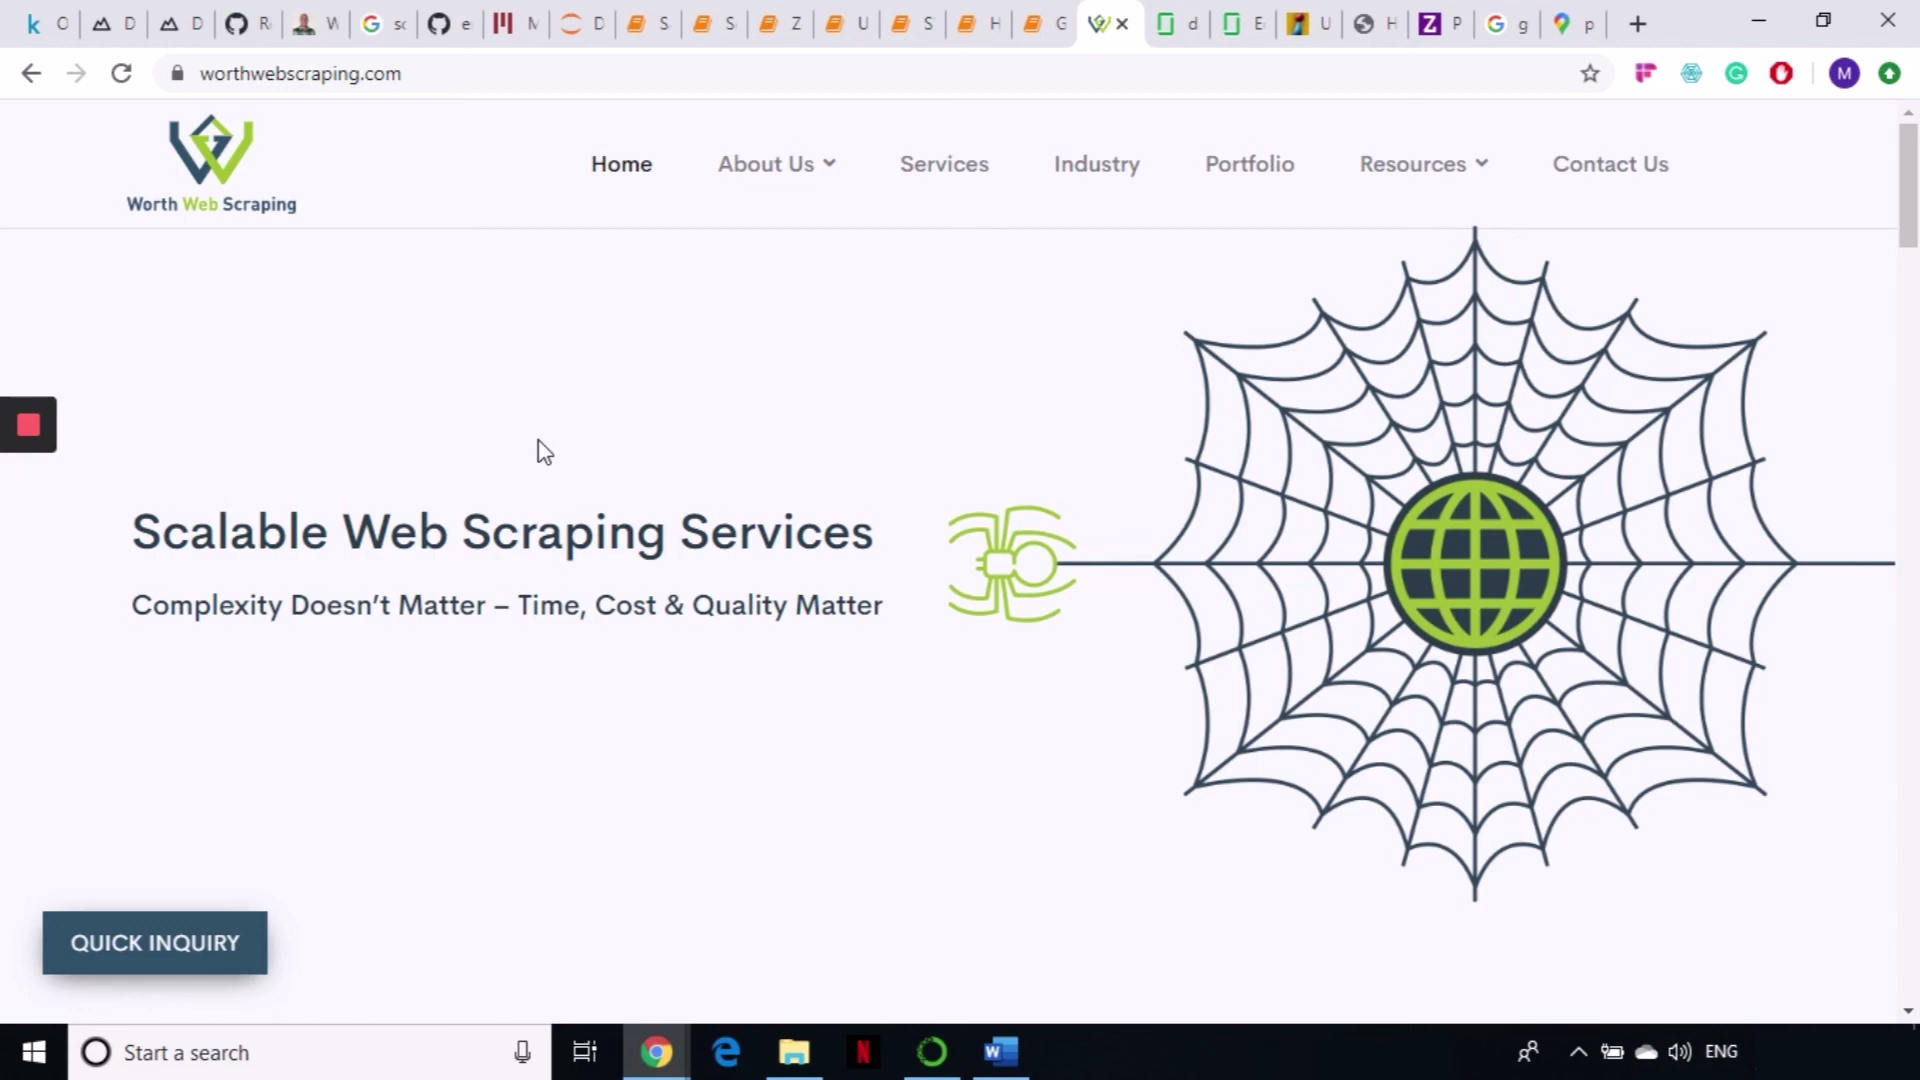 k
O
D
D
R
W
G
sc
e
M
D
S
S
Z
U
S
H
G
d
E
U
H
Z
P
G
g
p
worthwebscraping.com
M
Worth Web Scraping
Home
About Us
Services
Industry
Portfolio
Resources
Contact Us
Scalable Web Scraping Services
Complexity Doesn’t Matter – Time, Cost & Quality Matter
QUICK INQUIRY
Start a search
N
W
ENG